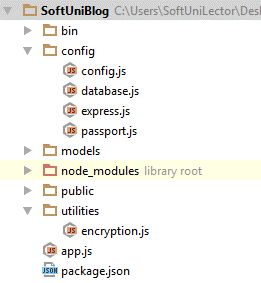 SoftUniBlog C:\Users\SoftUniLector\Des
bin
config
config.js
database.js
express.js
passport.js
models
node_modules library root
public
utilities
encryption.js
app.js
package.json